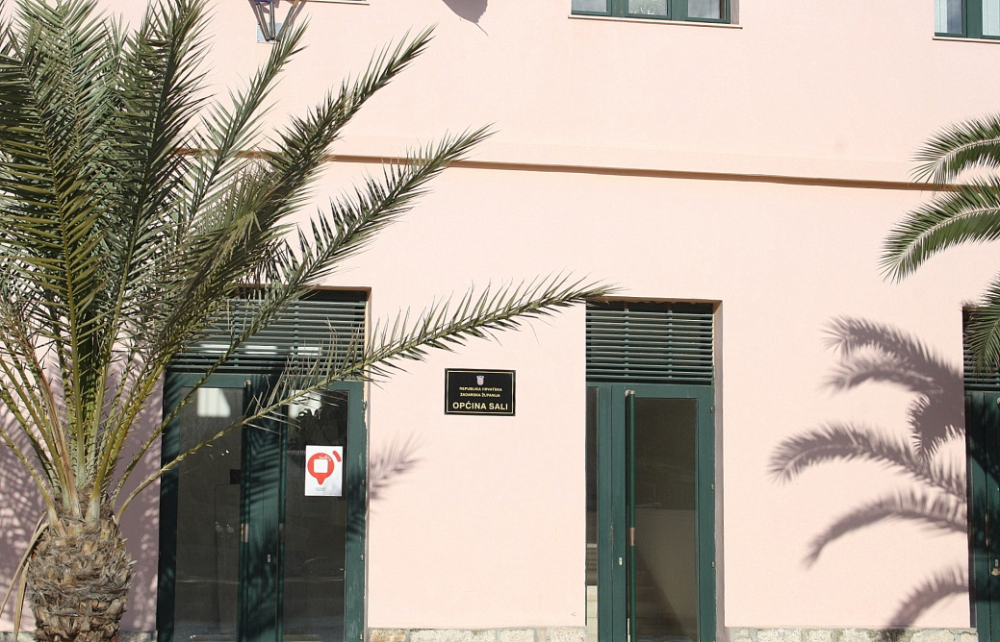 REPUBLIKA HRVATSKA
ZADARSKA ŽUPANIJA
OPĆINA SALI